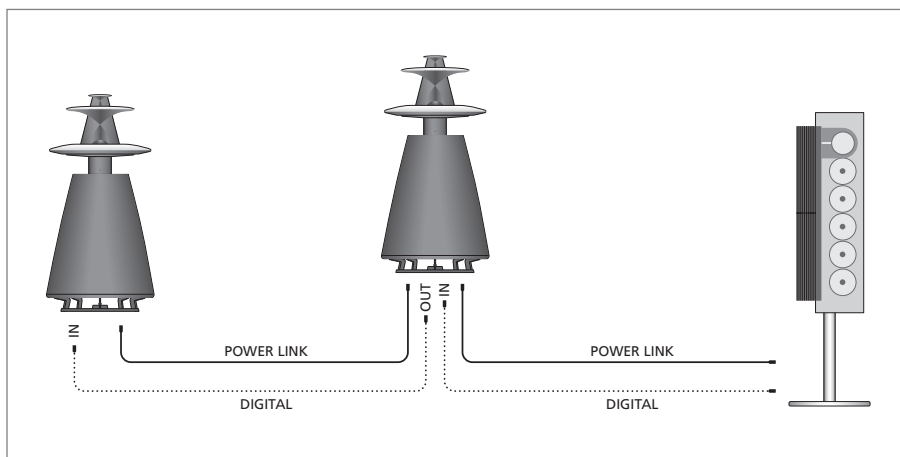 OUT
IN
IN
POWER LINK
POWER LINK
DIGITAL
DIGITAL